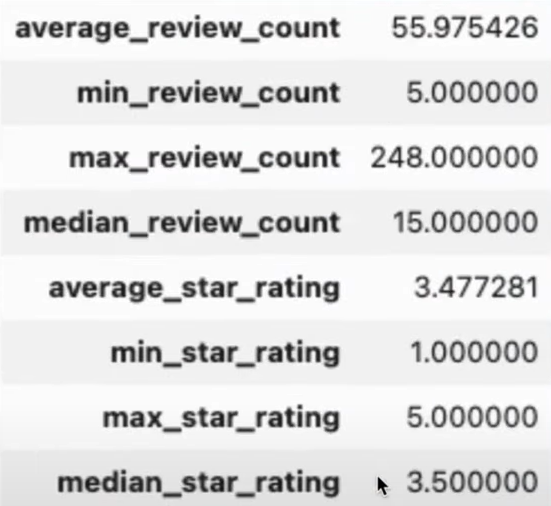 average_review_count 55.975426
min_review_count 5.000000
max_review_count 248.000000
median_review_count 15.000000
average_star_rating 3.477281
min_star_rating 1.000000
max_star_rating 5.000000
median_star_rating 3.500000